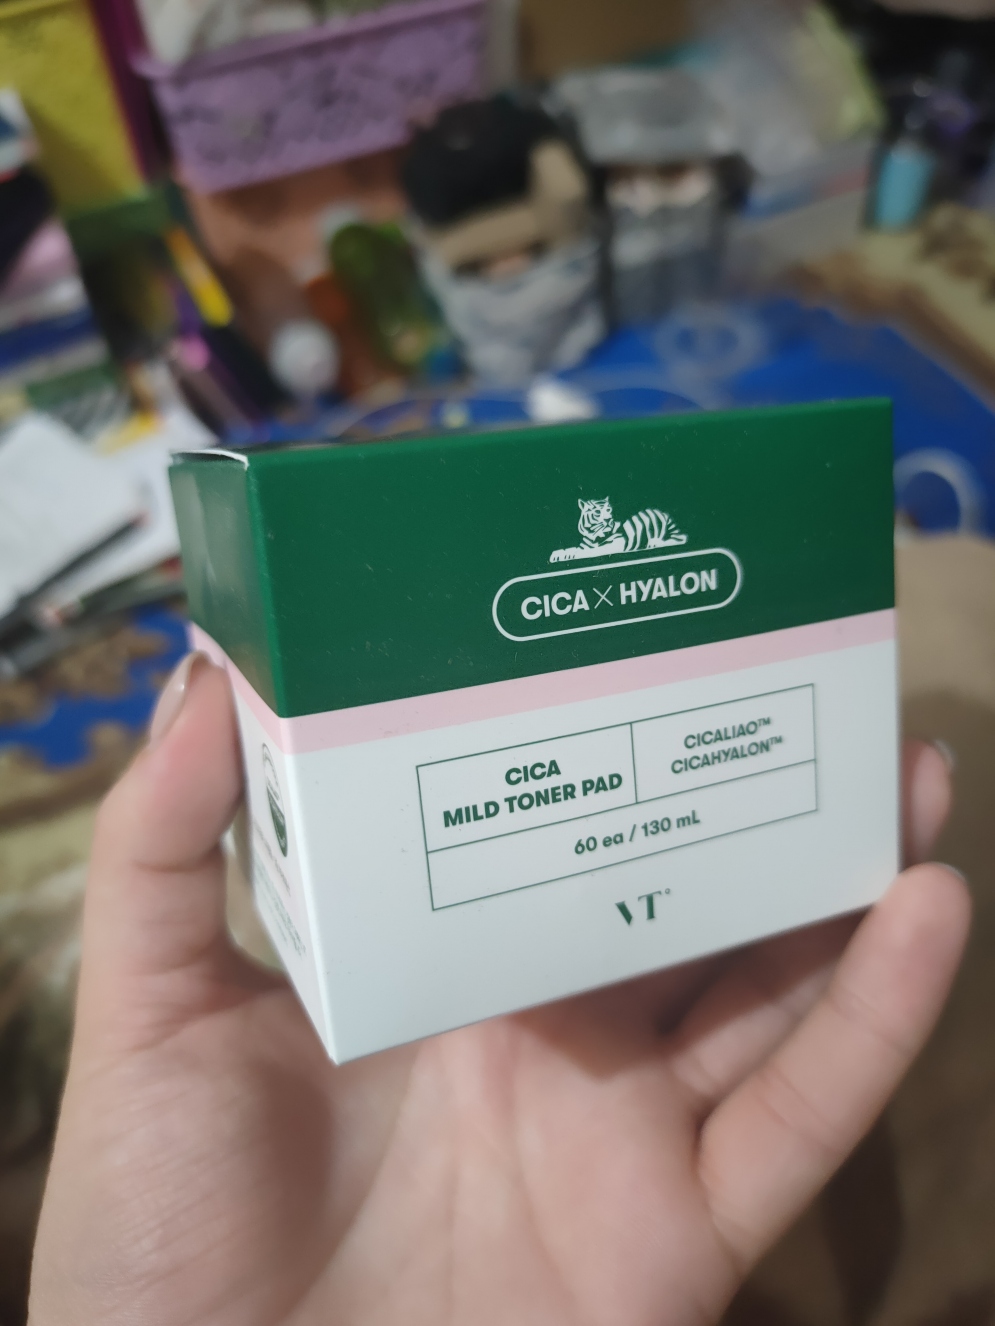 CICA X HYALON
CICA
MILD TONER PAD
CICALIAO™
CICAHYALON™
60 ea / 130 mL
VT°